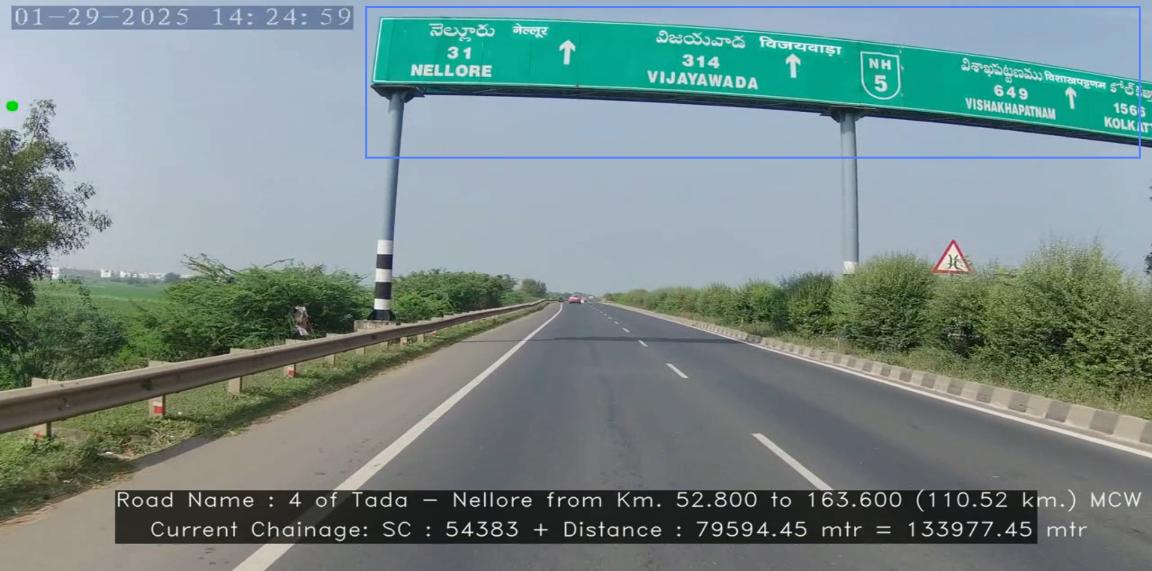 01-29-2025 14:24:59
నెల్లూరు नेल्लूर
31
NELLORE
విజయవాడ विजयवाड़ा
314
VIJAYAWADA
NH
5
విశాఖపట్టణము विशाखपट्टणम
649
VISHAKHAPATNAM
1566
Road Name : 4 of Tada - Nellore from Km. 52.800 to 163.600 (110.52 km.) MCW
Current Chainage: SC : 54383 + Distance : 79594.45 mtr = 133977.45 mtr